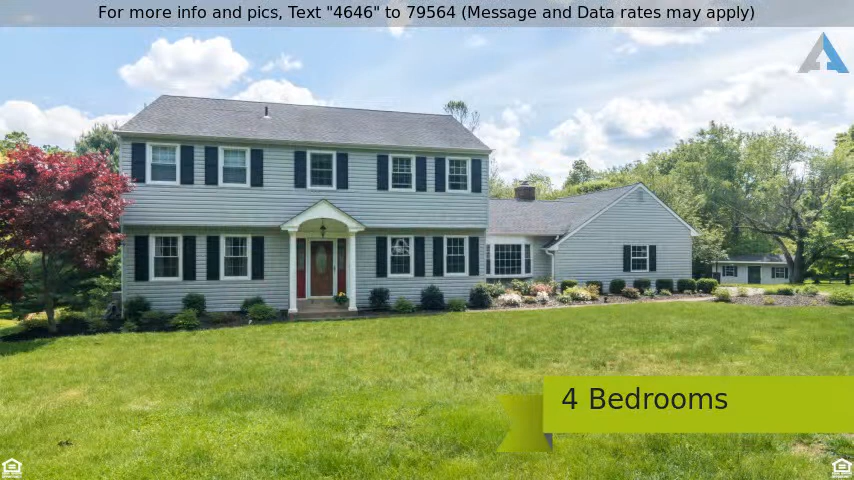 For more info and pics, Text "4646" to 79564 (Message and Data rates may apply)
4 Bedrooms